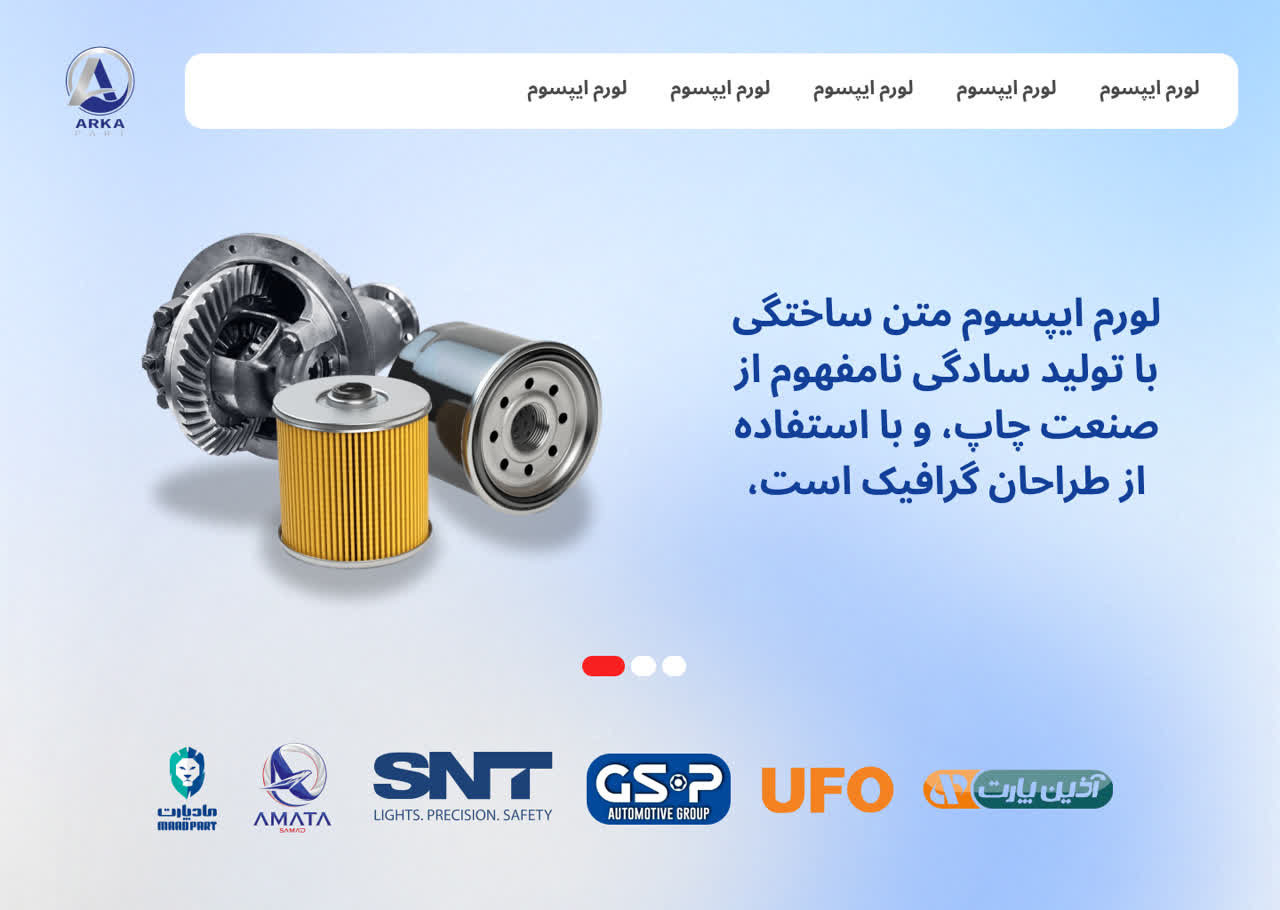 ARKA
PART
لورم ایپسوم لورم ایپسوم لورم ایپسوم لورم ایپسوم لورم ایپسوم
لورم ایپسوم متن ساختگی
با تولید سادگی نامفهوم از
صنعت چاپ، و با استفاده
از طراحان گرافیک است،
آذین پارت
UFO
GSP
AUTOMOTIVE GROUP
SNT
LIGHTS. PRECISION. SAFETY
AMATA
SAMAD
مادپارت
MAADPART